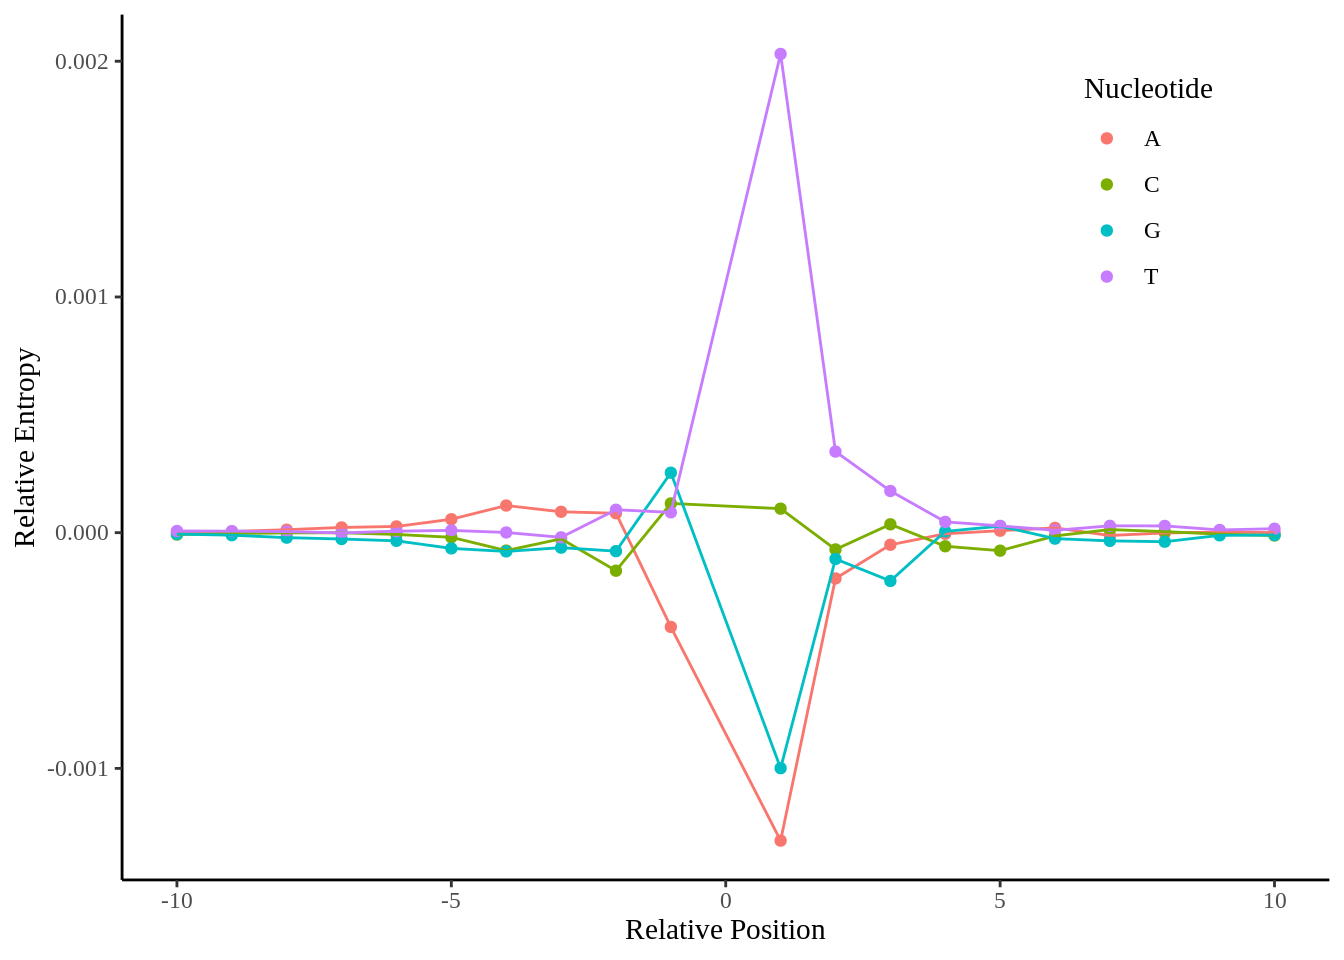 0.002
0.001
0.000
-0.001
Relative Entropy
-10 -5 0 5 10
Relative Position
Nucleotide
A
C
G
T